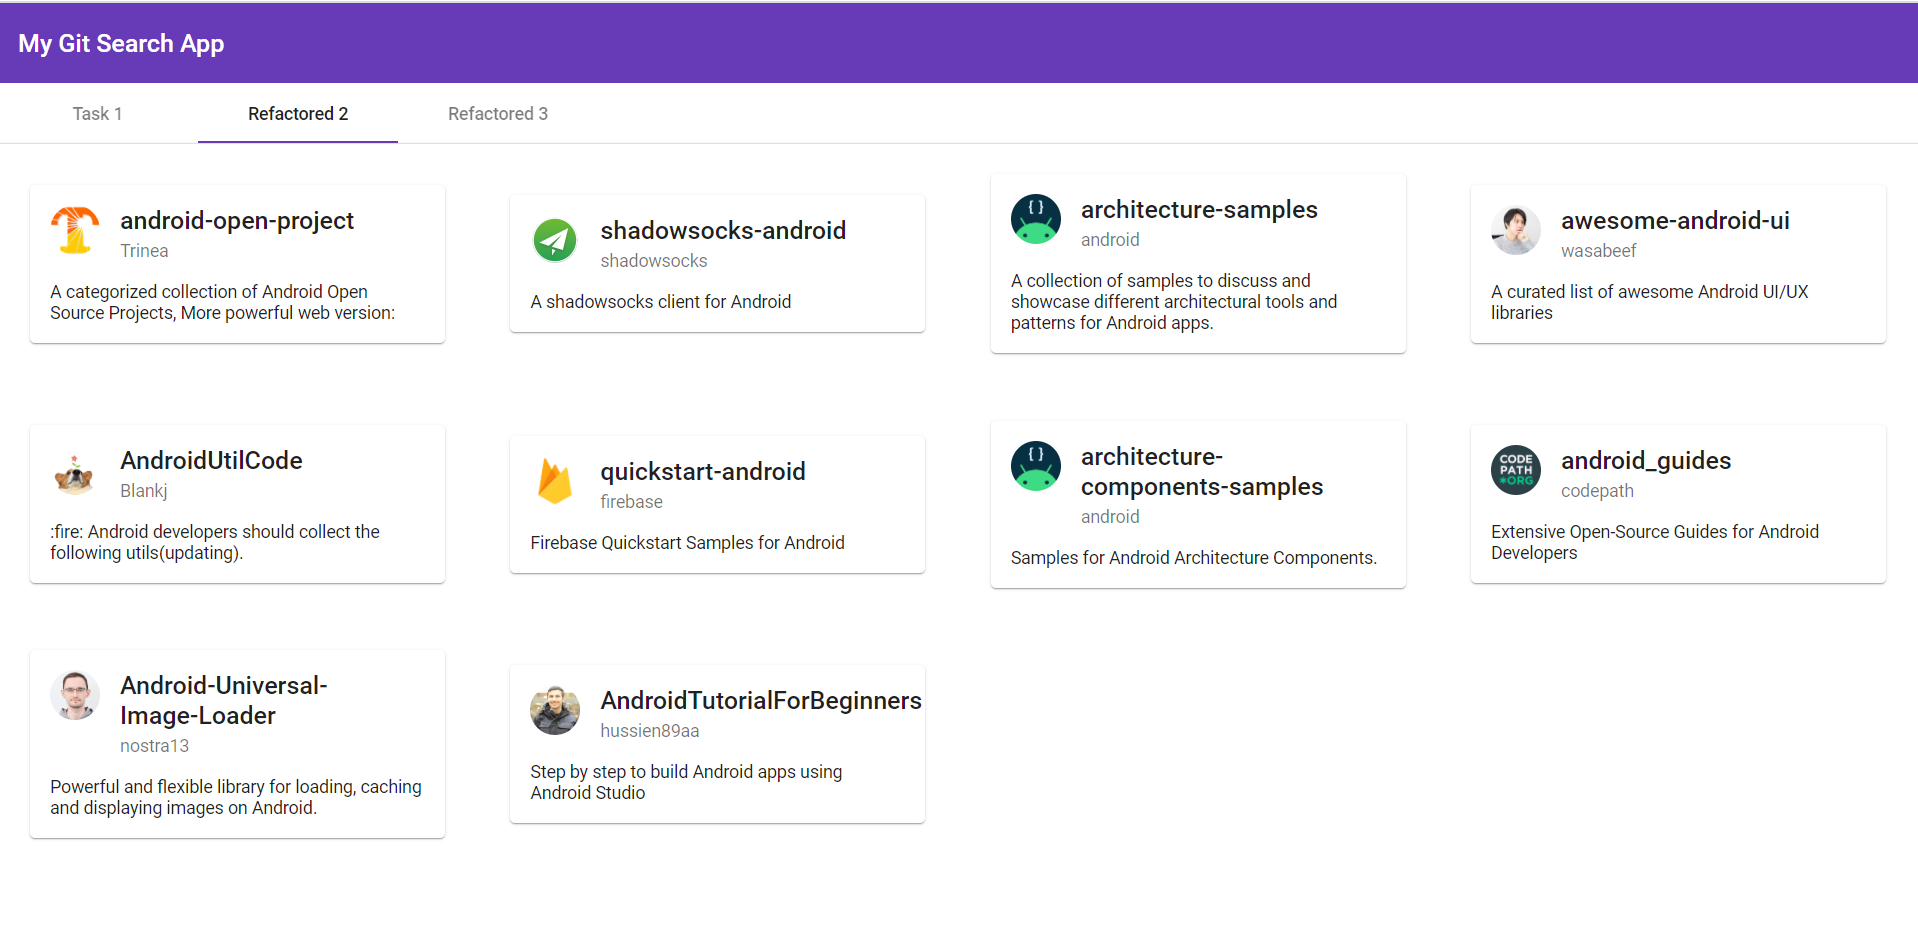 My Git Search App
Task 1
Refactored 2
Refactored 3
android-open-project
Trinea
A categorized collection of Android Open
Source Projects, More powerful web version:
shadowsocks-android
shadowsocks
A shadowsocks client for Android
{ }
architecture-samples
android
A collection of samples to discuss and
showcase different architectural tools and
patterns for Android apps.
awesome-android-ui
wasabeef
A curated list of awesome Android UI/UX
libraries
AndroidUtilCode
Blankj
:fire: Android developers should collect the
following utils(updating).
quickstart-android
firebase
Firebase Quickstart Samples for Android
{ }
architecture-
components-samples
android
Samples for Android Architecture Components.
CODE
PATH
*ORG
android_guides
codepath
Extensive Open-Source Guides for Android
Developers
Android-Universal-
Image-Loader
nostra13
Powerful and flexible library for loading, caching
and displaying images on Android.
AndroidTutorialForBeginners
hussien89aa
Step by step to build Android apps using
Android Studio